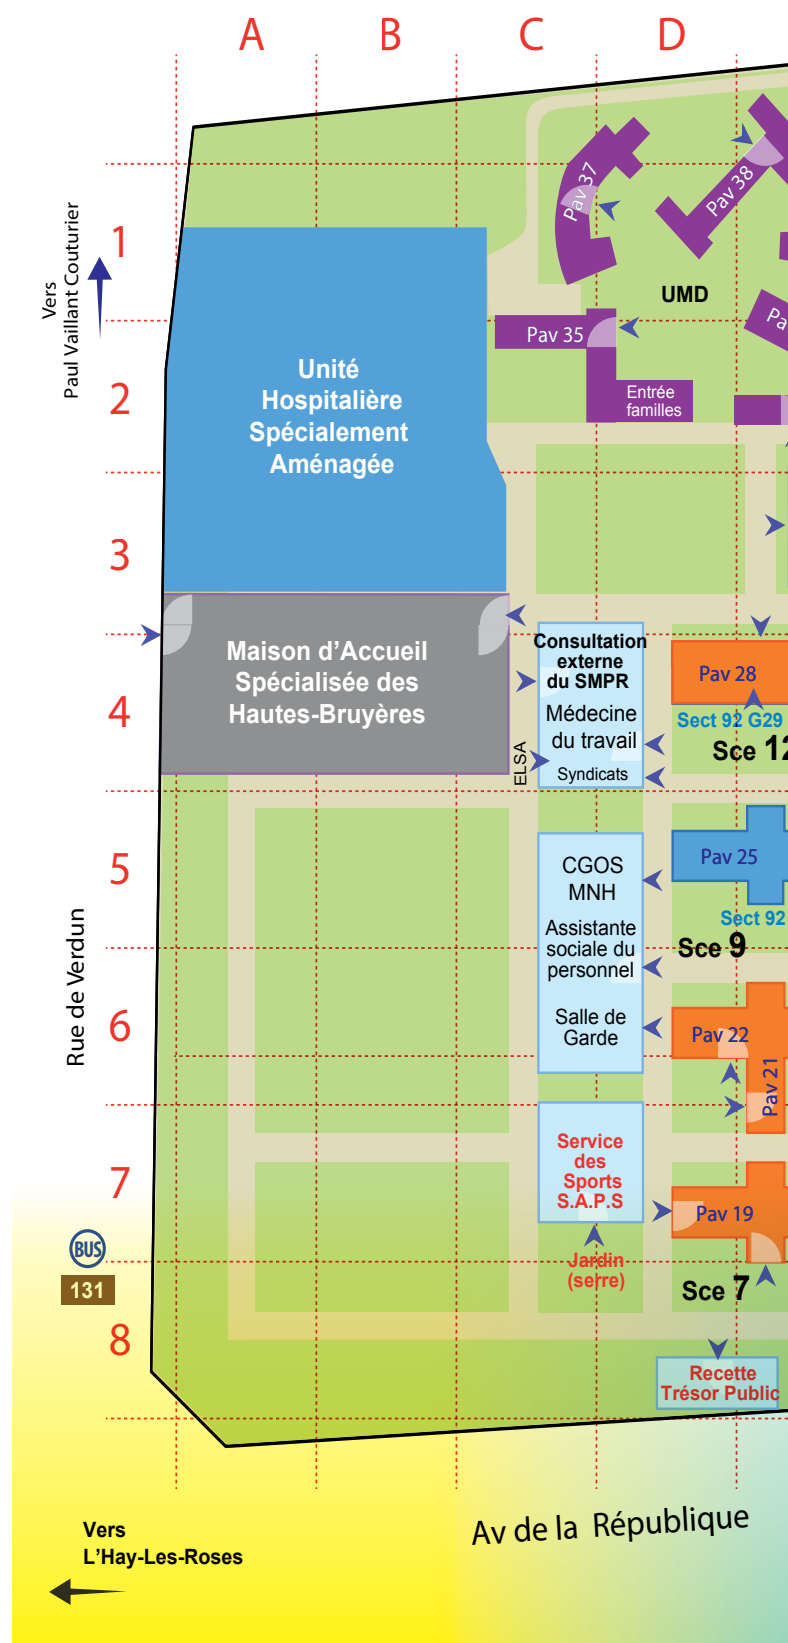 A B C D
1
2
3
4
5
6
7
8
Vers
Paul Vaillant Couturier
Pav 37
Pav 38
UMD
Pav 35
Entrée
familles
Unité
Hospitalière
Spécialement
Aménagée
Maison d'Accueil
Spécialisée des
Hautes-Bruyères
Consultation
externe
du SMPR
Médecine
du travail
Syndicats
ELSA
Pav 28
Sect 92 G29
Sce 12
Pav 25
Sect 92
Sce 9
CGOS
MNH
Assistante
sociale du
personnel
Salle de
Garde
Pav 22
Pav 21
Rue de Verdun
Service
des
Sports
S.A.P.S
Pav 19
Jardin
(serre)
Sce 7
BUS
131
Recette
Trésor Public
Av de la République
Vers
L'Hay-Les-Roses